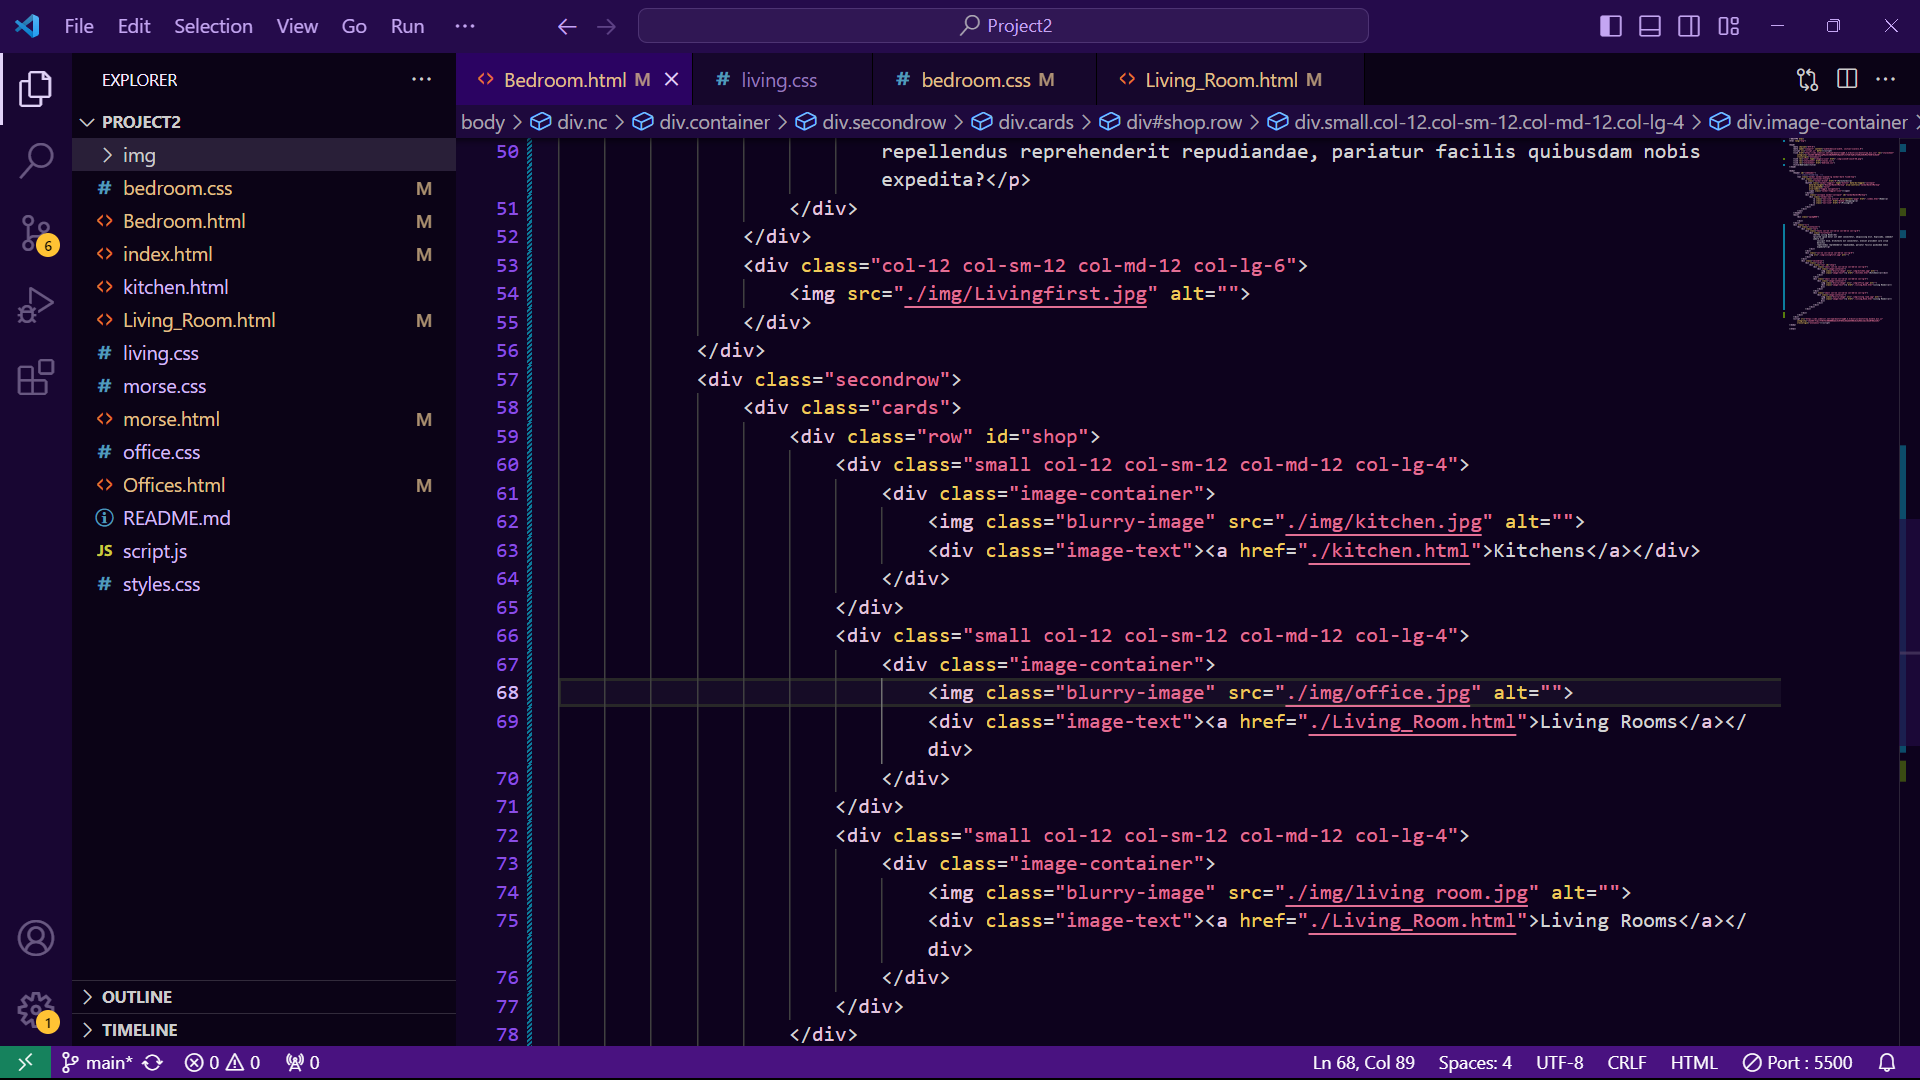 File Edit Selection View Go Run ··· Project2
EXPLORER
PROJECT2
img
bedroom.css M
Bedroom.html M
index.html M
kitchen.html
Living_Room.html M
living.css
morse.css
morse.html M
office.css
Offices.html M
README.md
JS script.js
styles.css
OUTLINE
TIMELINE
6
1
Bedroom.html M living.css bedroom.css M Living_Room.html M
body > div.nc > div.container > div.secondrow > div.cards > div#shop.row > div.small.col-12.col-sm-12.col-md-12.col-lg-4 > div.image-container
50 repellendus reprehenderit repudiandae, pariatur facilis quibusdam nobis
expedita?</p>
51 </div>
52 </div>
53 <div class="col-12 col-sm-12 col-md-12 col-lg-6">
54 <img src="./img/Livingfirst.jpg" alt="">
55 </div>
56 </div>
57 <div class="secondrow">
58 <div class="cards">
59 <div class="row" id="shop">
60 <div class="small col-12 col-sm-12 col-md-12 col-lg-4">
61 <div class="image-container">
62 <img class="blurry-image" src="./img/kitchen.jpg" alt="">
63 <div class="image-text"><a href="./kitchen.html">Kitchens</a></div>
64 </div>
65 </div>
66 <div class="small col-12 col-sm-12 col-md-12 col-lg-4">
67 <div class="image-container">
68 <img class="blurry-image" src="./img/office.jpg" alt="">
69 <div class="image-text"><a href="./Living_Room.html">Living Rooms</a></
div>
70 </div>
71 </div>
72 <div class="small col-12 col-sm-12 col-md-12 col-lg-4">
73 <div class="image-container">
74 <img class="blurry-image" src="./img/living room.jpg" alt="">
75 <div class="image-text"><a href="./Living_Room.html">Living Rooms</a></
div>
76 </div>
77 </div>
78 </div>
main* 0 0 0 Ln 68, Col 89 Spaces: 4 UTF-8 CRLF HTML Port : 5500